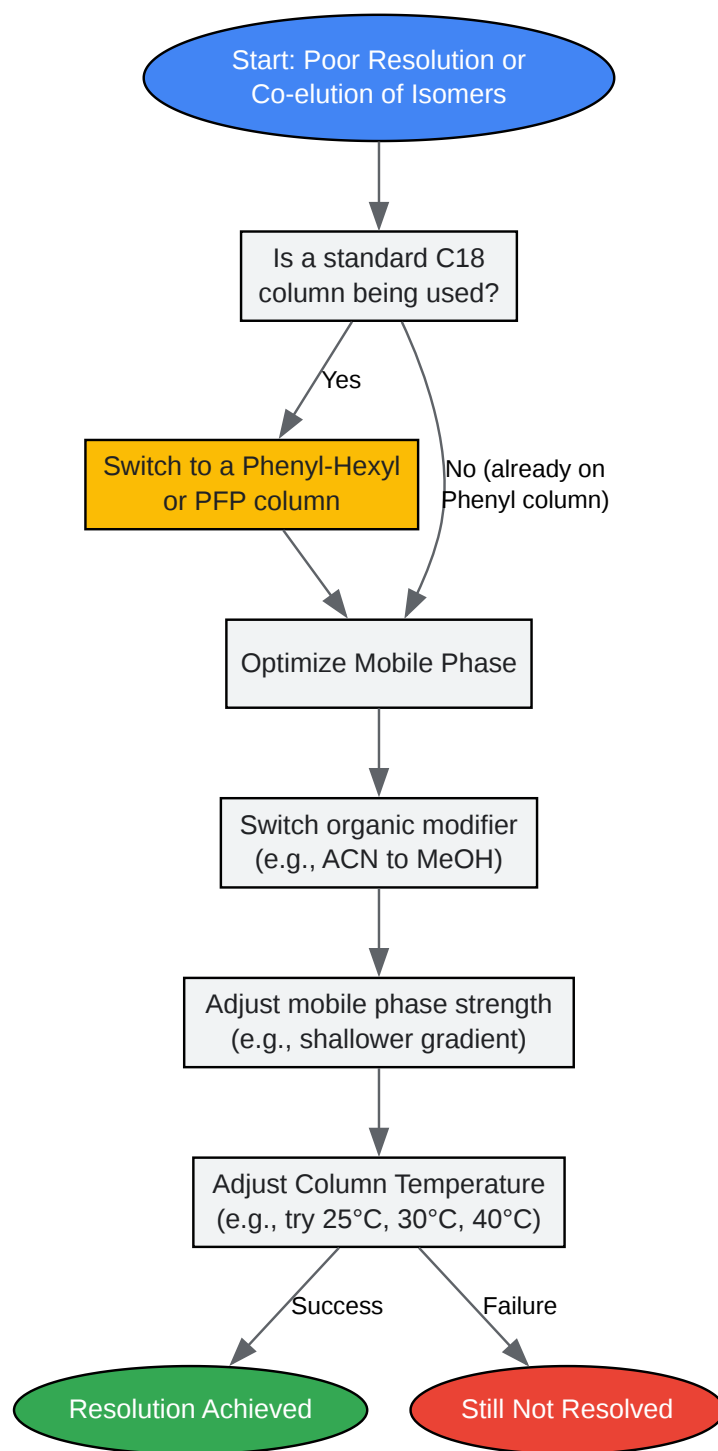 Start: Poor Resolution or
Co-elution of Isomers
Is a standard C18
column being used?
Yes
Switch to a Phenyl-Hexyl
or PFP column
No (already on
Phenyl column)
Optimize Mobile Phase
Switch organic modifier
(e.g., ACN to MeOH)
Adjust mobile phase strength
(e.g., shallower gradient)
Adjust Column Temperature
(e.g., try 25°C, 30°C, 40°C)
Success
Failure
Resolution Achieved
Still Not Resolved